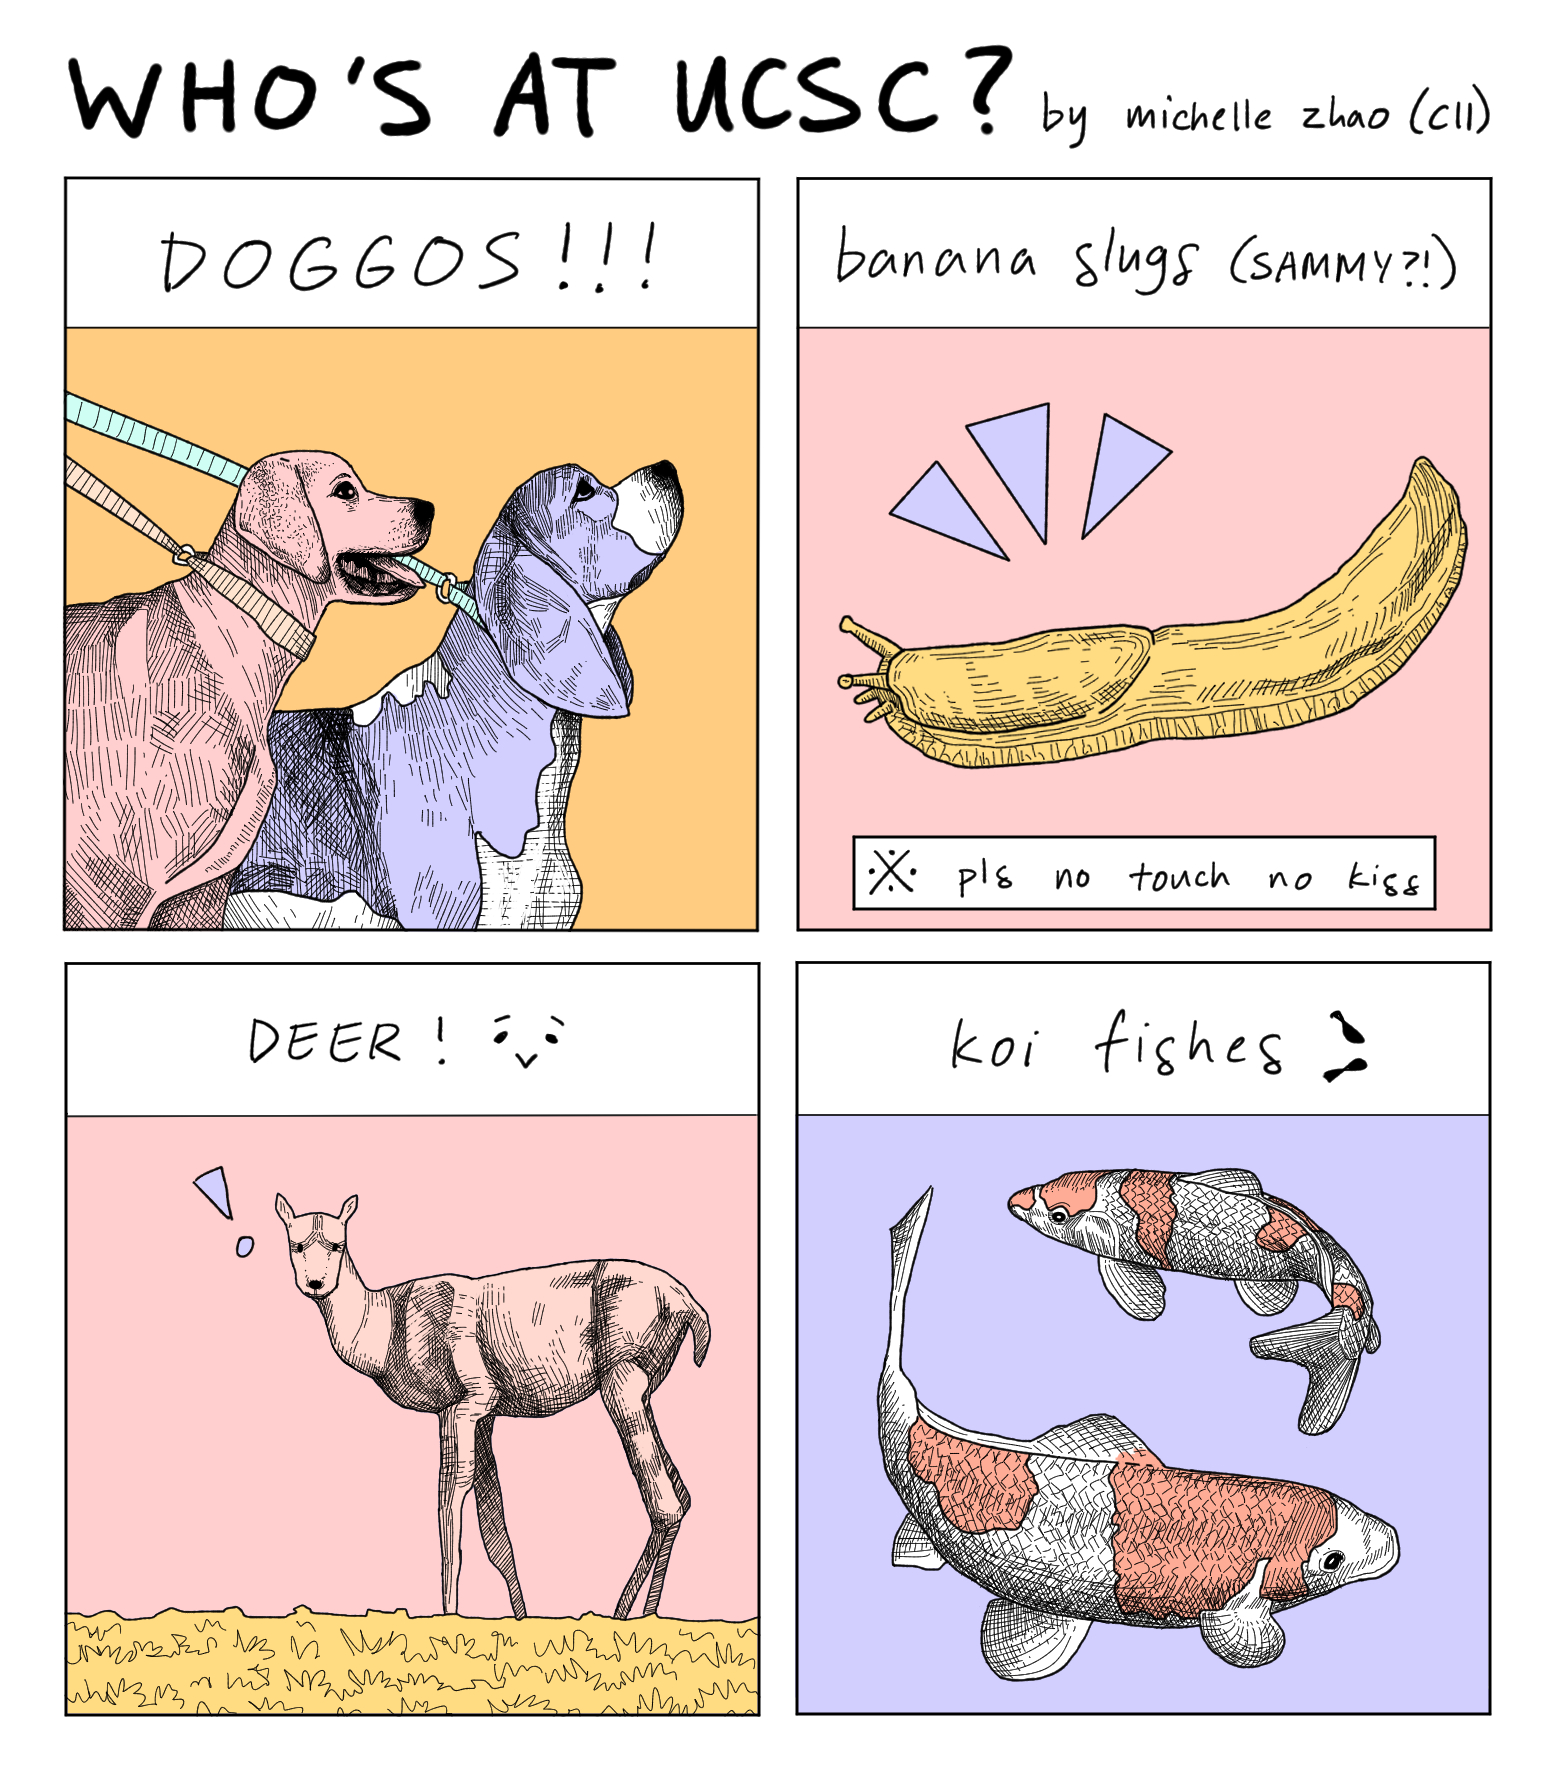 WHO'S AT UCSC? by michelle zhao (C11)
DOGGOS!!!
banana slugs (SAMMY?!)
※ pls no touch no kiss
DEER!
koi fishes